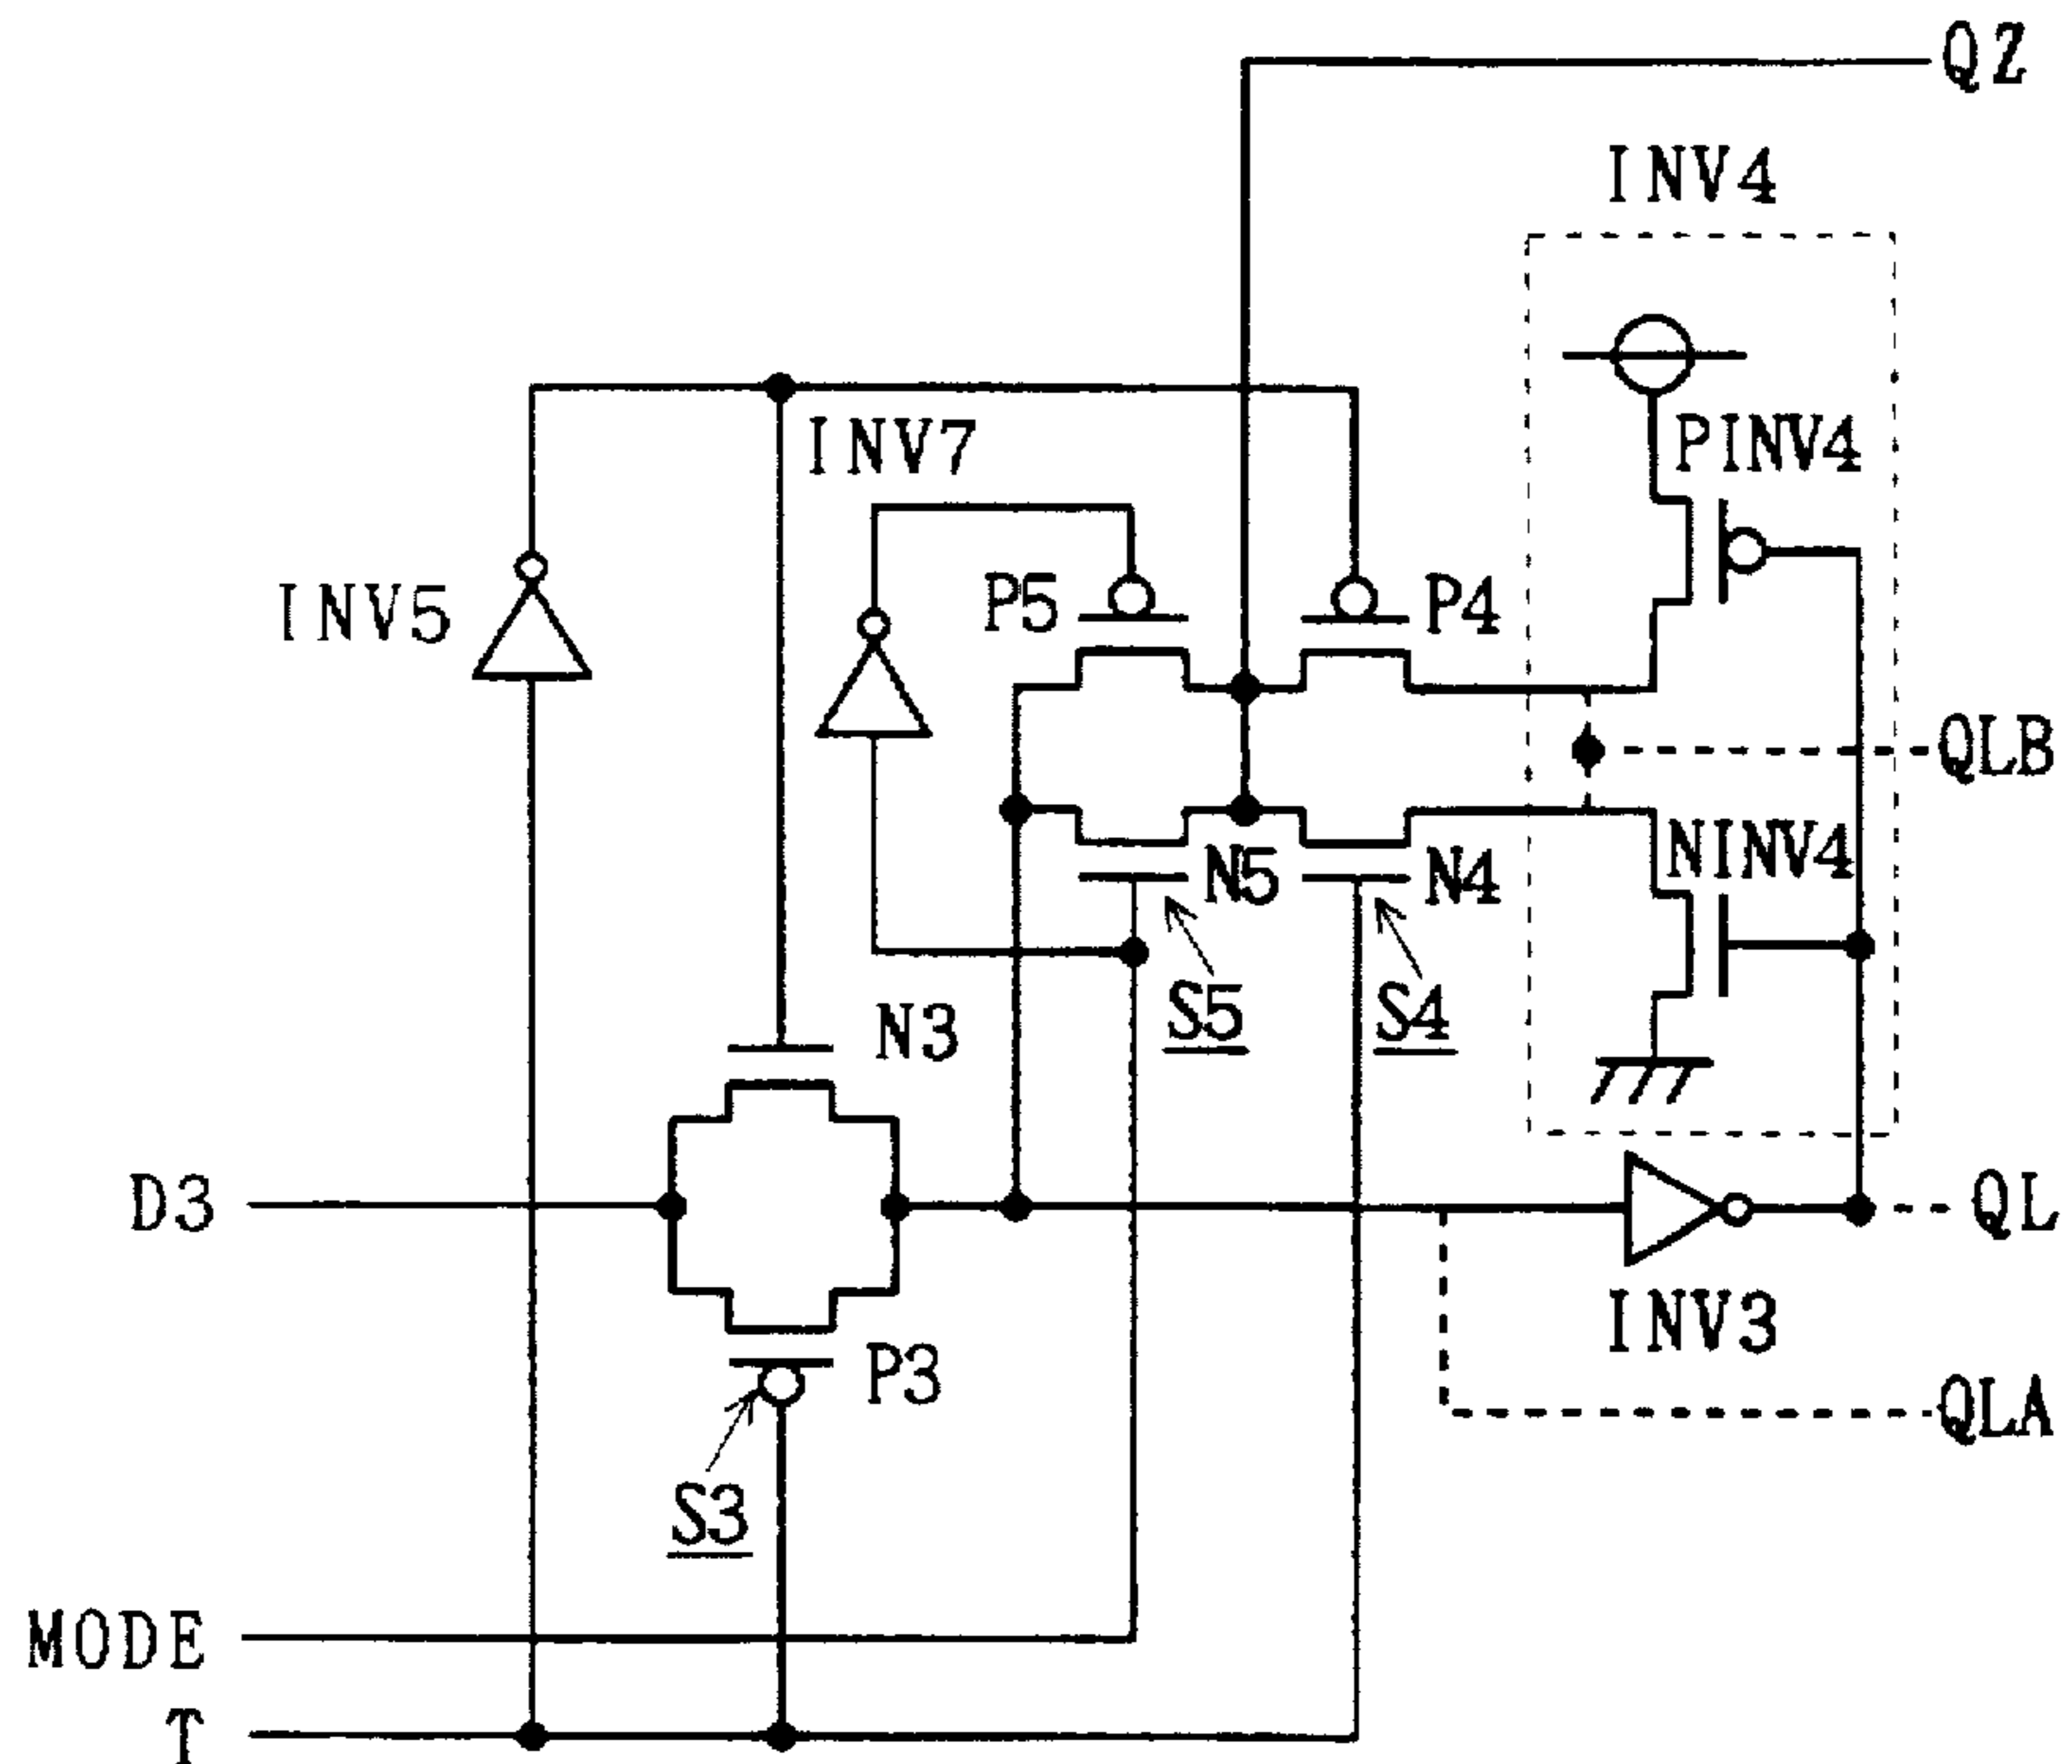 QZ
INV4
INV7
PINV4
INV5
P5
P4
QLB
NINV4
N5
N4
S5
S4
N3
D3
QL
INV3
P3
QLA
S3
MODE
T